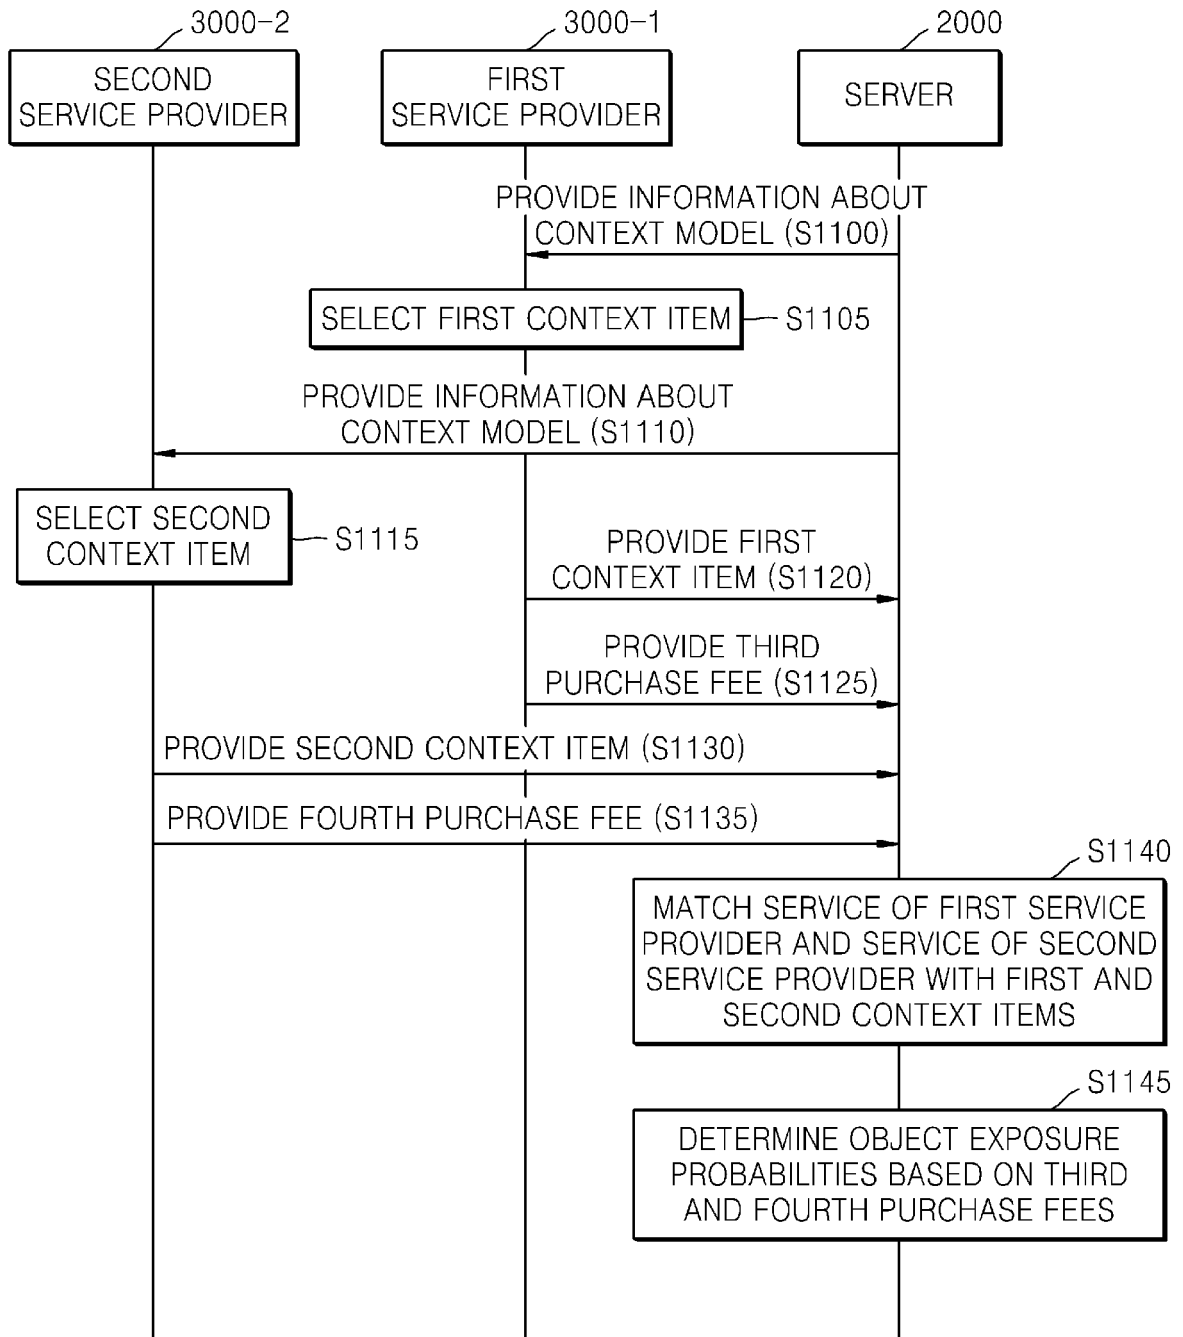 3000-2
3000-1
2000
SECOND
SERVICE PROVIDER
FIRST
SERVICE PROVIDER
SERVER
PROVIDE INFORMATION ABOUT
CONTEXT MODEL (S1100)
SELECT FIRST CONTEXT ITEM
S1105
PROVIDE INFORMATION ABOUT
CONTEXT MODEL (S1110)
SELECT SECOND
CONTEXT ITEM
S1115
PROVIDE FIRST
CONTEXT ITEM (S1120)
PROVIDE THIRD
PURCHASE FEE (S1125)
PROVIDE SECOND CONTEXT ITEM (S1130)
PROVIDE FOURTH PURCHASE FEE (S1135)
S1140
MATCH SERVICE OF FIRST SERVICE
PROVIDER AND SERVICE OF SECOND
SERVICE PROVIDER WITH FIRST AND
SECOND CONTEXT ITEMS
S1145
DETERMINE OBJECT EXPOSURE
PROBABILITIES BASED ON THIRD
AND FOURTH PURCHASE FEES